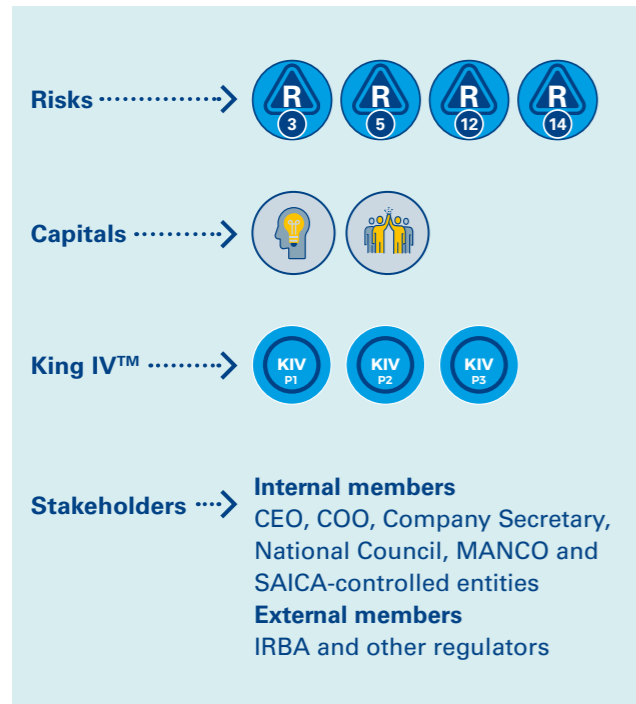 Risks R 3 R 5 R 12 R 14
Capitals
King IV™ KIV P1 KIV P2 KIV P3
Stakeholders
Internal members
CEO, COO, Company Secretary,
National Council, MANCO and
SAICA-controlled entities
External members
IRBA and other regulators